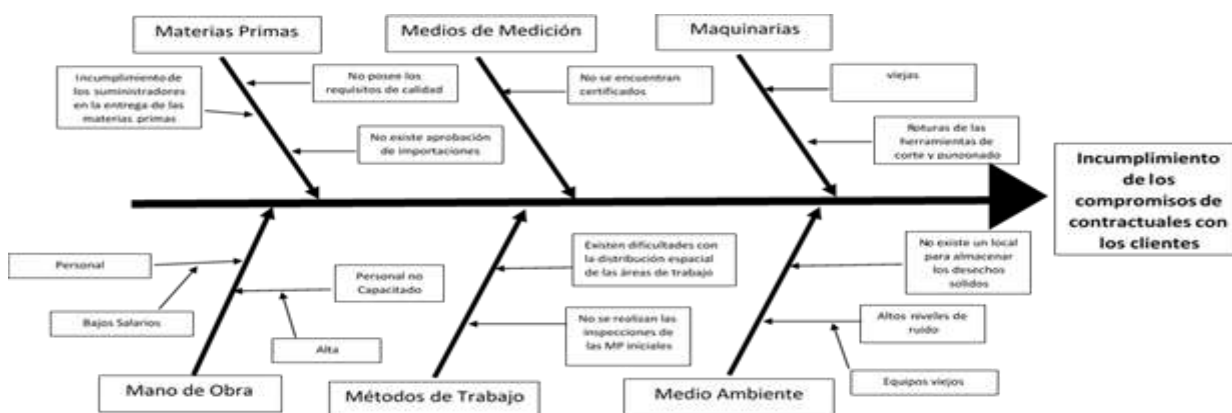 Materias Primas
Medios de Medición
Maquinarias
Incumplimiento de
los suministradores
en la entrega de las
materias primas
No posee los
requisitos de calidad
No existe aprobación
de importaciones
No se encuentran
certificados
viejas
Roturas de las
herramientas de
corte y punzonado
Incumplimiento
de los
compromisos de
contractuales con
los clientes
Personal
Bajos Salarios
Personal no
Capacitado
Alta
Existen dificultades con
la distribución espacial
de las áreas de trabajo
No se realizan las
inspecciones de
las MP iniciales
No existe un local
para almacenar
los desechos
solidos
Altos niveles de
ruido
Equipos viejos
Mano de Obra
Métodos de Trabajo
Medio Ambiente